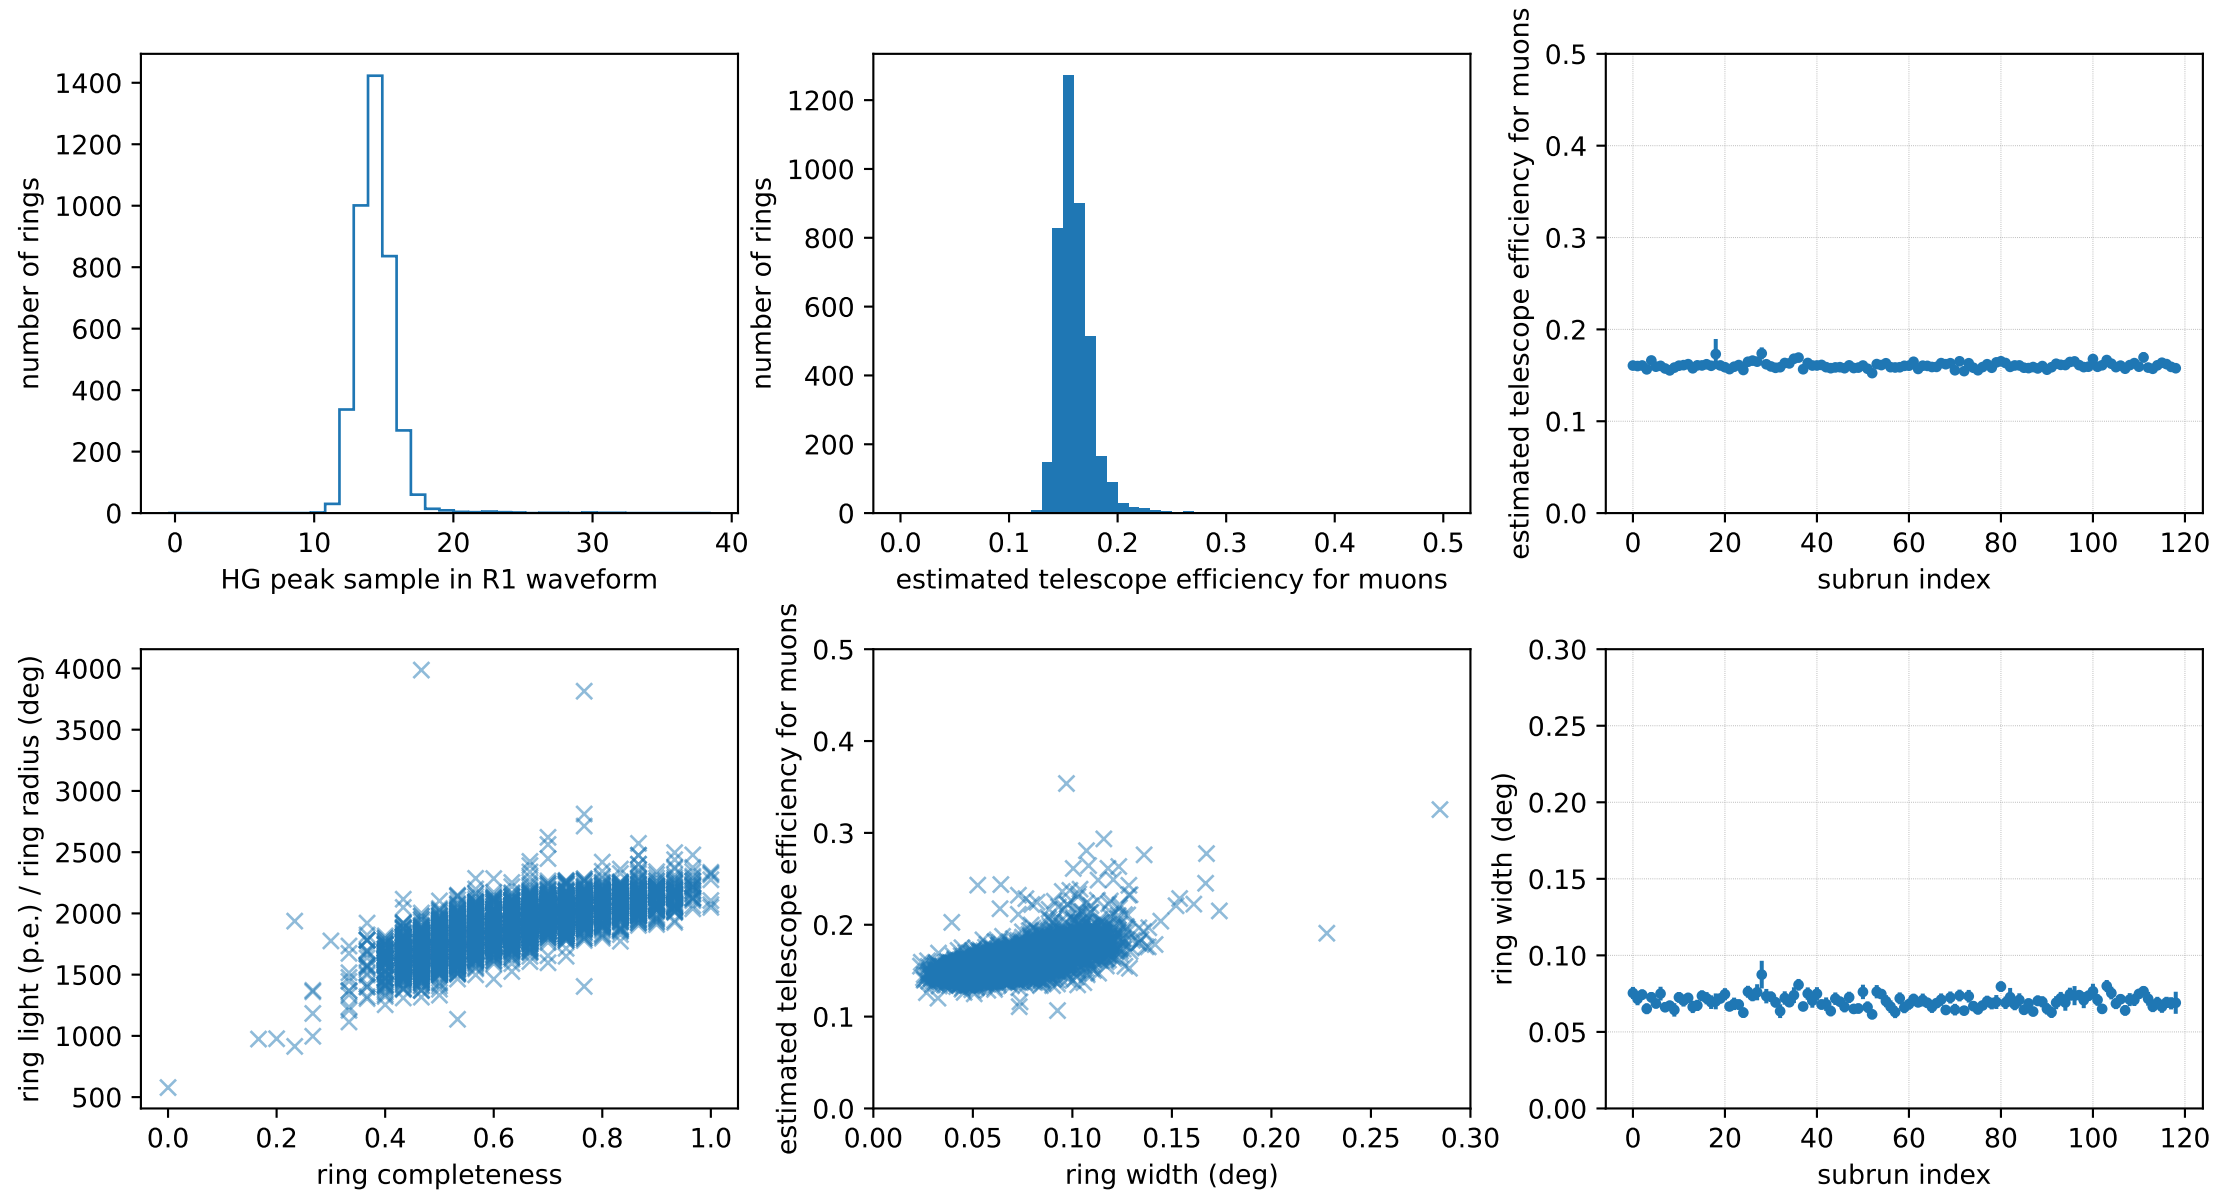 number of rings
1400
1200
1000
800
600
400
200
0
0 10 20 30 40
HG peak sample in R1 waveform
number of rings
1200
1000
800
600
400
200
0
0.0 0.1 0.2 0.3 0.4 0.5
estimated telescope efficiency for muons
estimated telescope efficiency for muons
0.5
0.4
0.3
0.2
0.1
0.0
0 20 40 60 80 100 120
subrun index
ring light (p.e.) / ring radius (deg)
4000
3500
3000
2500
2000
1500
1000
500
0.0 0.2 0.4 0.6 0.8 1.0
ring completeness
estimated telescope efficiency for muons
0.5
0.4
0.3
0.2
0.1
0.0
0.00 0.05 0.10 0.15 0.20 0.25 0.30
ring width (deg)
ring width (deg)
0.30
0.25
0.20
0.15
0.10
0.05
0.00
0 20 40 60 80 100 120
subrun index